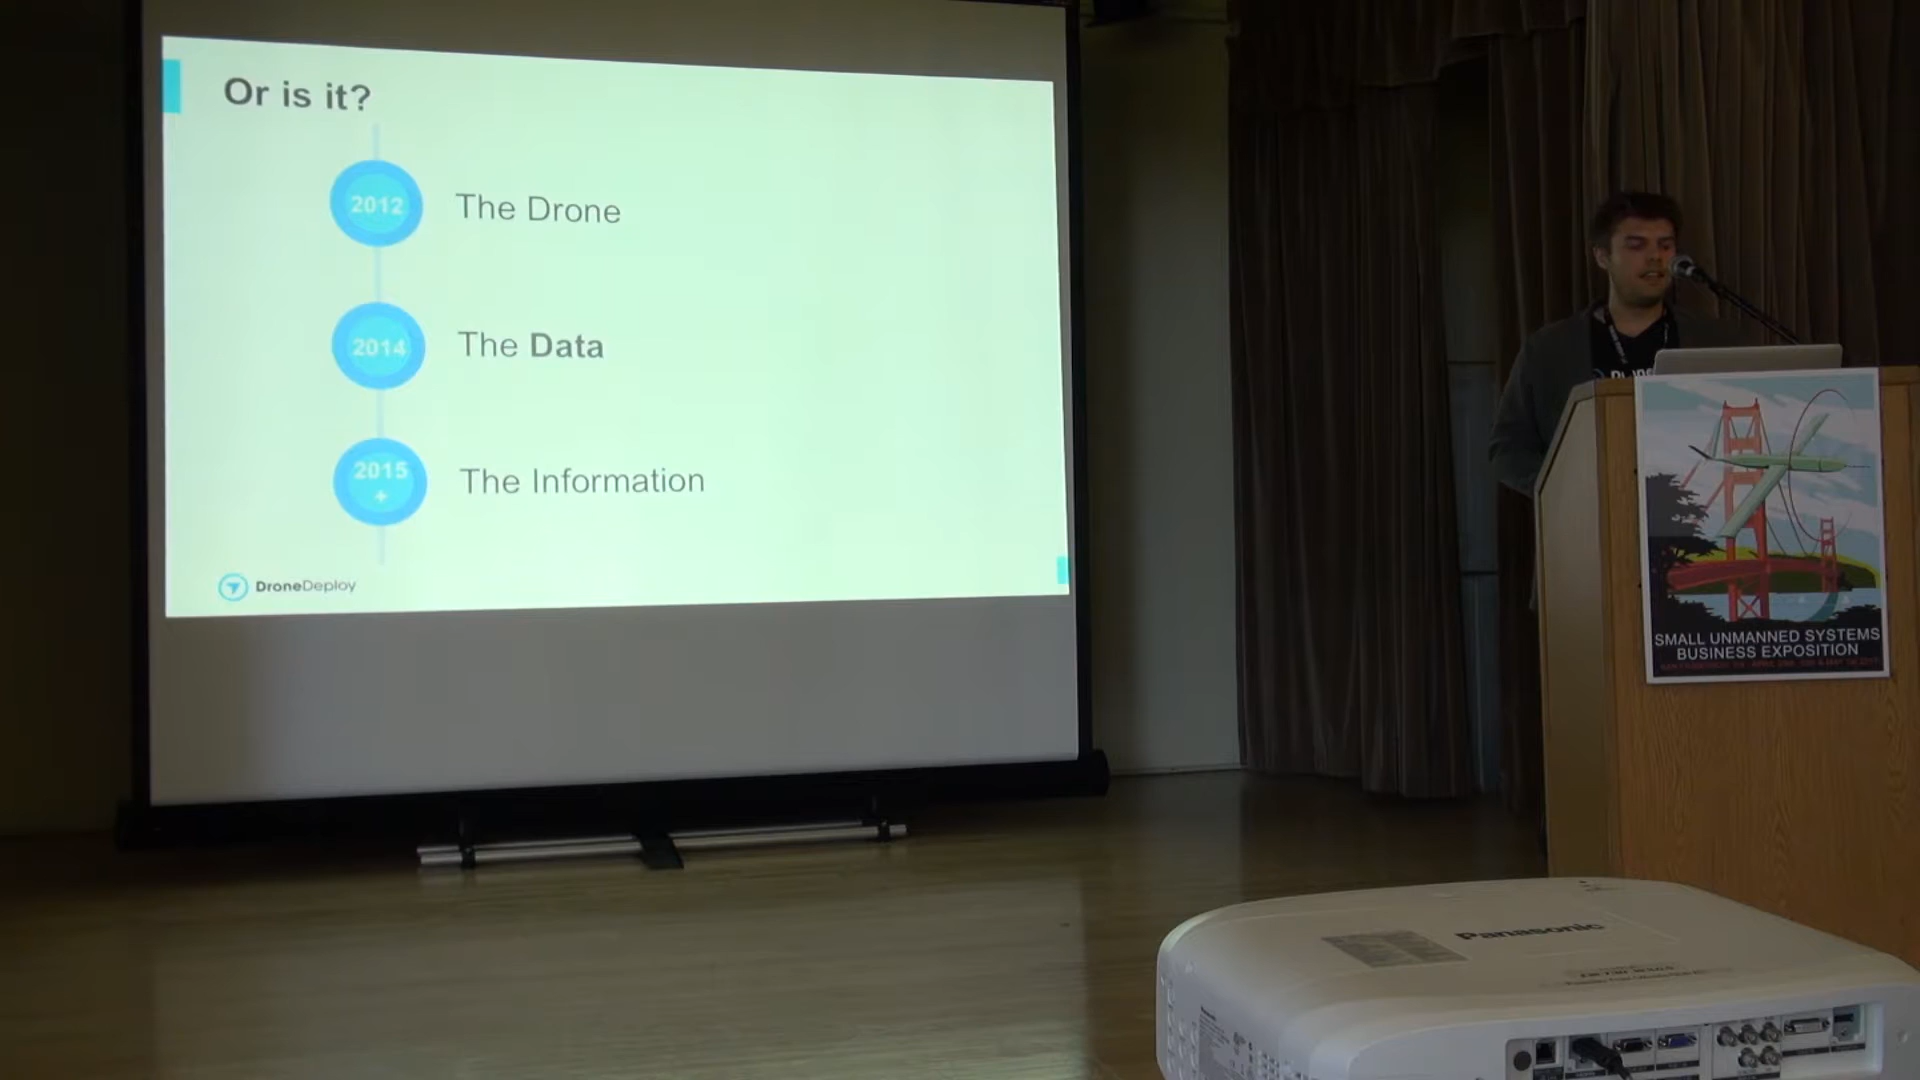 Or is it?
2012
The Drone
2014
The Data
2015
+
The Information
DroneDeploy
SMALL UNMANNED SYSTEMS
BUSINESS EXPOSITION
Panasonic